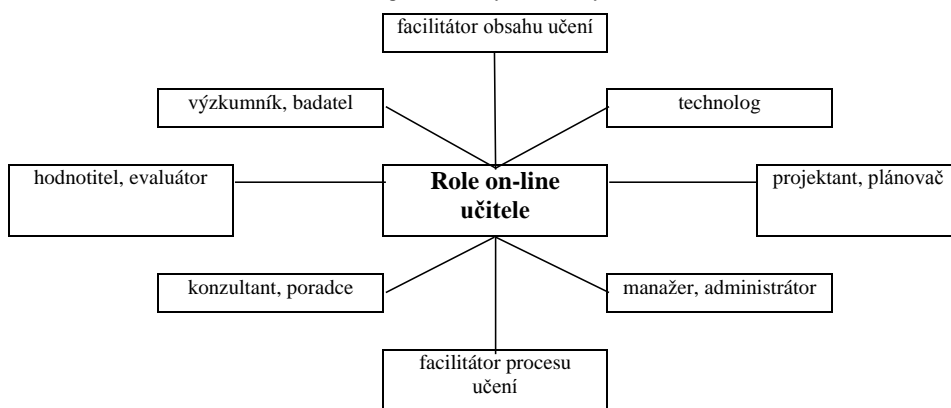 facilitátor obsahu učení
výzkumník, badatel
technolog
hodnotitel, evaluátor
Role on-line
učitele
projektant, plánovač
konzultant, poradce
manažer, administrátor
facilitátor procesu
učení